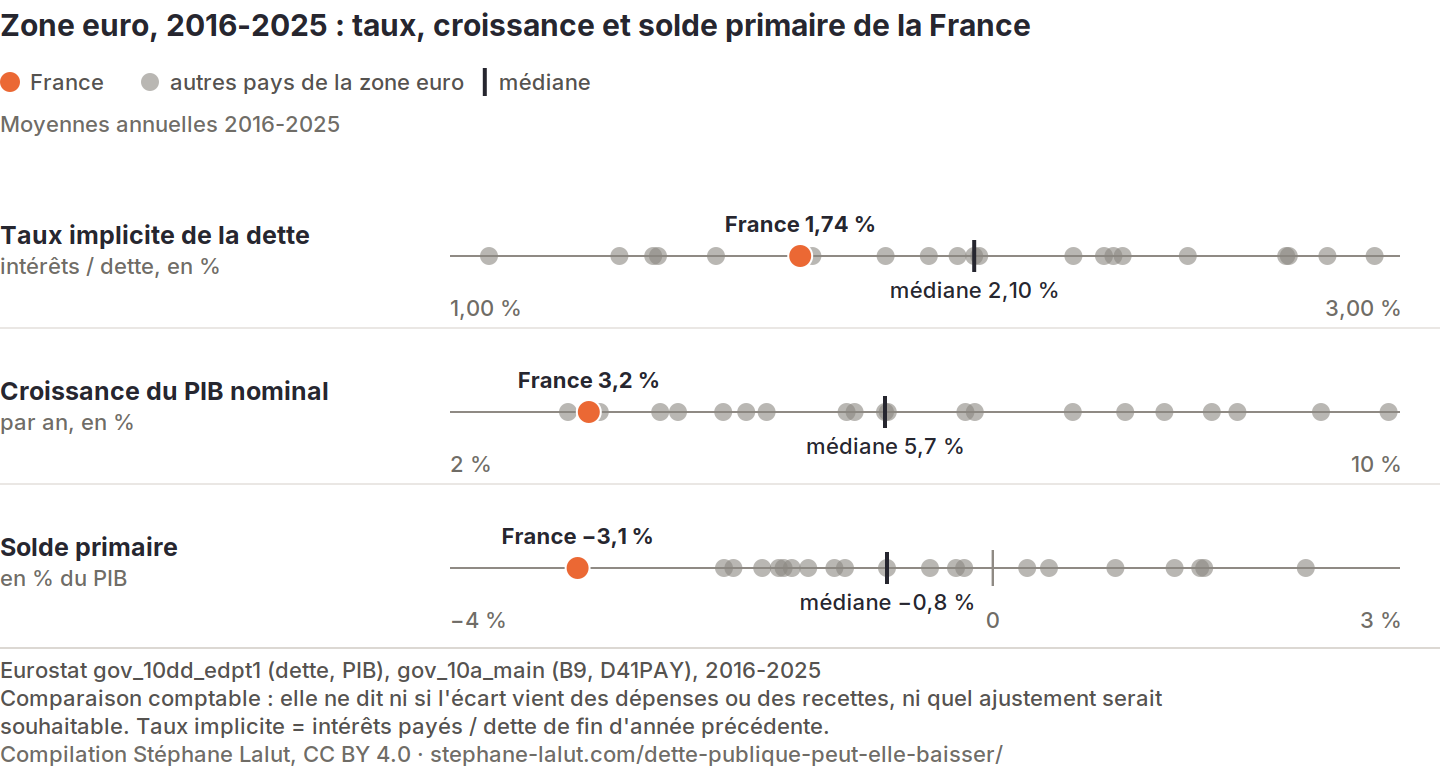 Zone euro, 2016-2025 : taux, croissance et solde primaire de la France
France autres pays de la zone euro médiane
Moyennes annuelles 2016-2025
France 1,74 %
Taux implicite de la dette
intérêts / dette, en %
médiane 2,10 %
1,00 % 3,00 %
France 3,2 %
Croissance du PIB nominal
par an, en %
médiane 5,7 %
2 % 10 %
France −3,1 %
Solde primaire
en % du PIB
médiane −0,8 %
−4 % 0 3 %
Eurostat gov_10dd_edpt1 (dette, PIB), gov_10a_main (B9, D41PAY), 2016-2025
Comparaison comptable : elle ne dit ni si l'écart vient des dépenses ou des recettes, ni quel ajustement serait
souhaitable. Taux implicite = intérêts payés / dette de fin d'année précédente.
Compilation Stéphane Lalut, CC BY 4.0 · stephane-lalut.com/dette-publique-peut-elle-baisser/